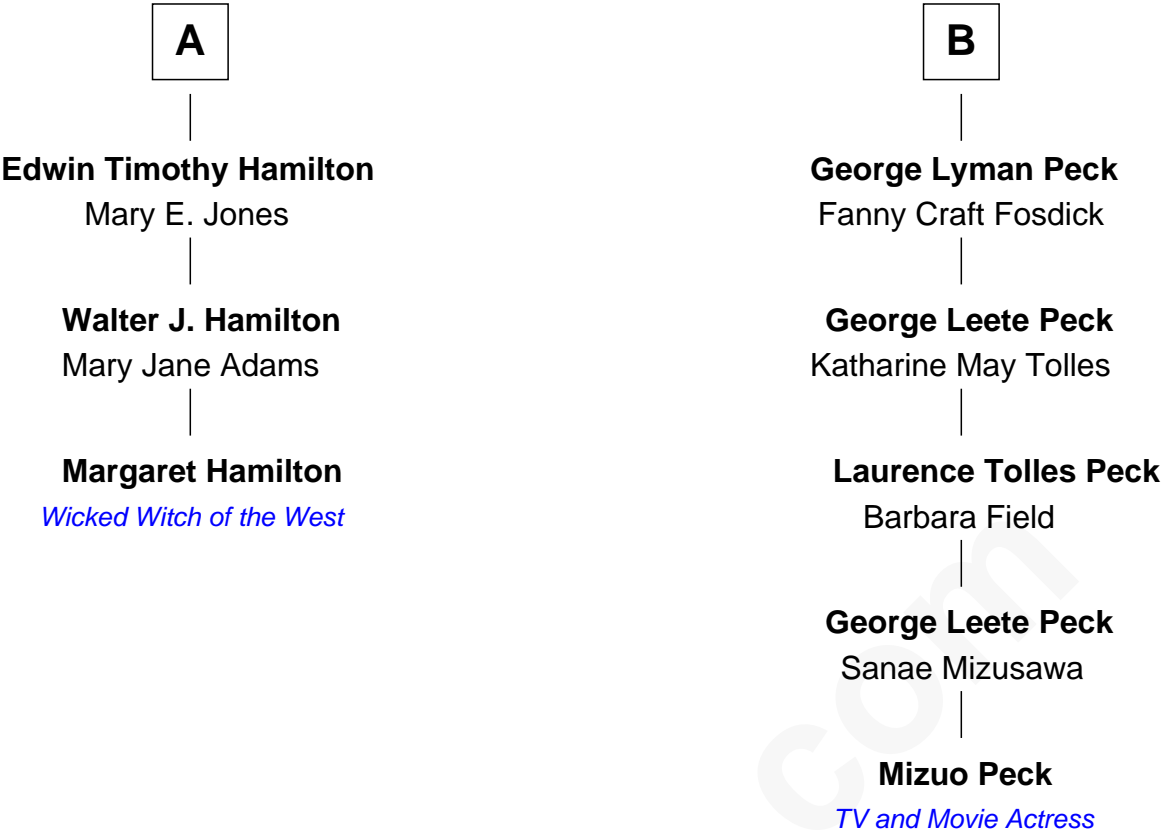 A
Edwin Timothy Hamilton
Mary E. Jones
Walter J. Hamilton
Mary Jane Adams
Margaret Hamilton
Wicked Witch of the West
B
George Lyman Peck
Fanny Craft Fosdick
George Leete Peck
Katharine May Tolles
Laurence Tolles Peck
Barbara Field
George Leete Peck
Sanae Mizusawa
Mizuo Peck
TV and Movie Actress
com